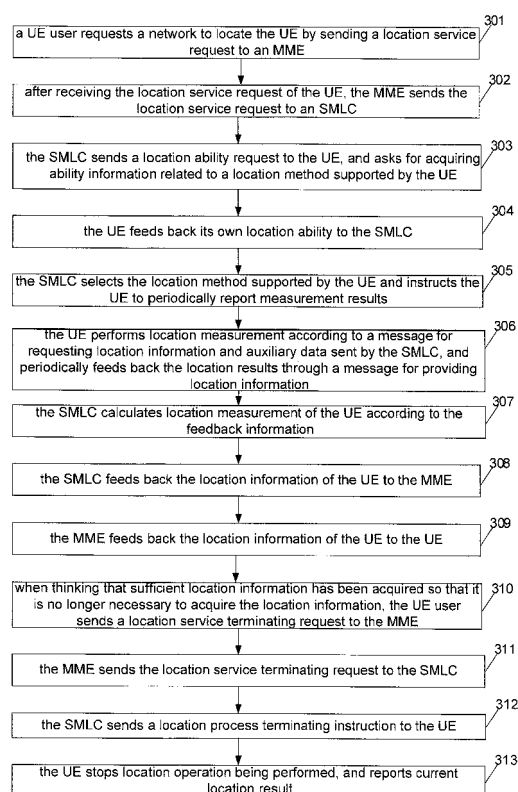 301
a UE user requests a network to locate the UE by sending a location service
request to an MME
302
after receiving the location service request of the UE, the MME sends the
location service request to an SMLC
303
the SMLC sends a location ability request to the UE, and asks for acquiring
ability information related to a location method supported by the UE
304
the UE feeds back its own location ability to the SMLC
305
the SMLC selects the location method supported by the UE and instructs the
UE to periodically report measurement results
306
the UE performs location measurement according to a message for
requesting location information and auxiliary data sent by the SMLC, and
periodically feeds back the location results through a message for providing
location information
307
the SMLC calculates location measurement of the UE according to the
feedback information
308
the SMLC feeds back the location information of the UE to the MME
309
the MME feeds back the location information of the UE to the UE
310
when thinking that sufficient location information has been acquired so that it
is no longer necessary to acquire the location information, the UE user
sends a location service terminating request to the MME
311
the MME sends the location service terminating request to the SMLC
312
the SMLC sends a location process terminating instruction to the UE
313
the UE stops location operation being performed, and reports current
location result